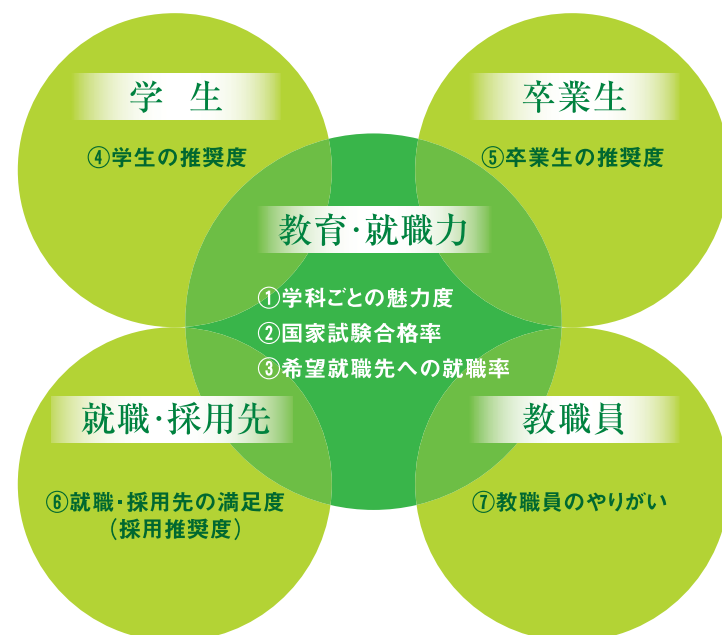 学 生
④学生の推奨度
卒業生
⑤卒業生の推奨度
教育・就職力
①学科ごとの魅力度
②国家試験合格率
③希望就職先への就職率
就職・採用先
⑥就職・採用先の満足度
(採用推奨度)
教職員
⑦教職員のやりがい